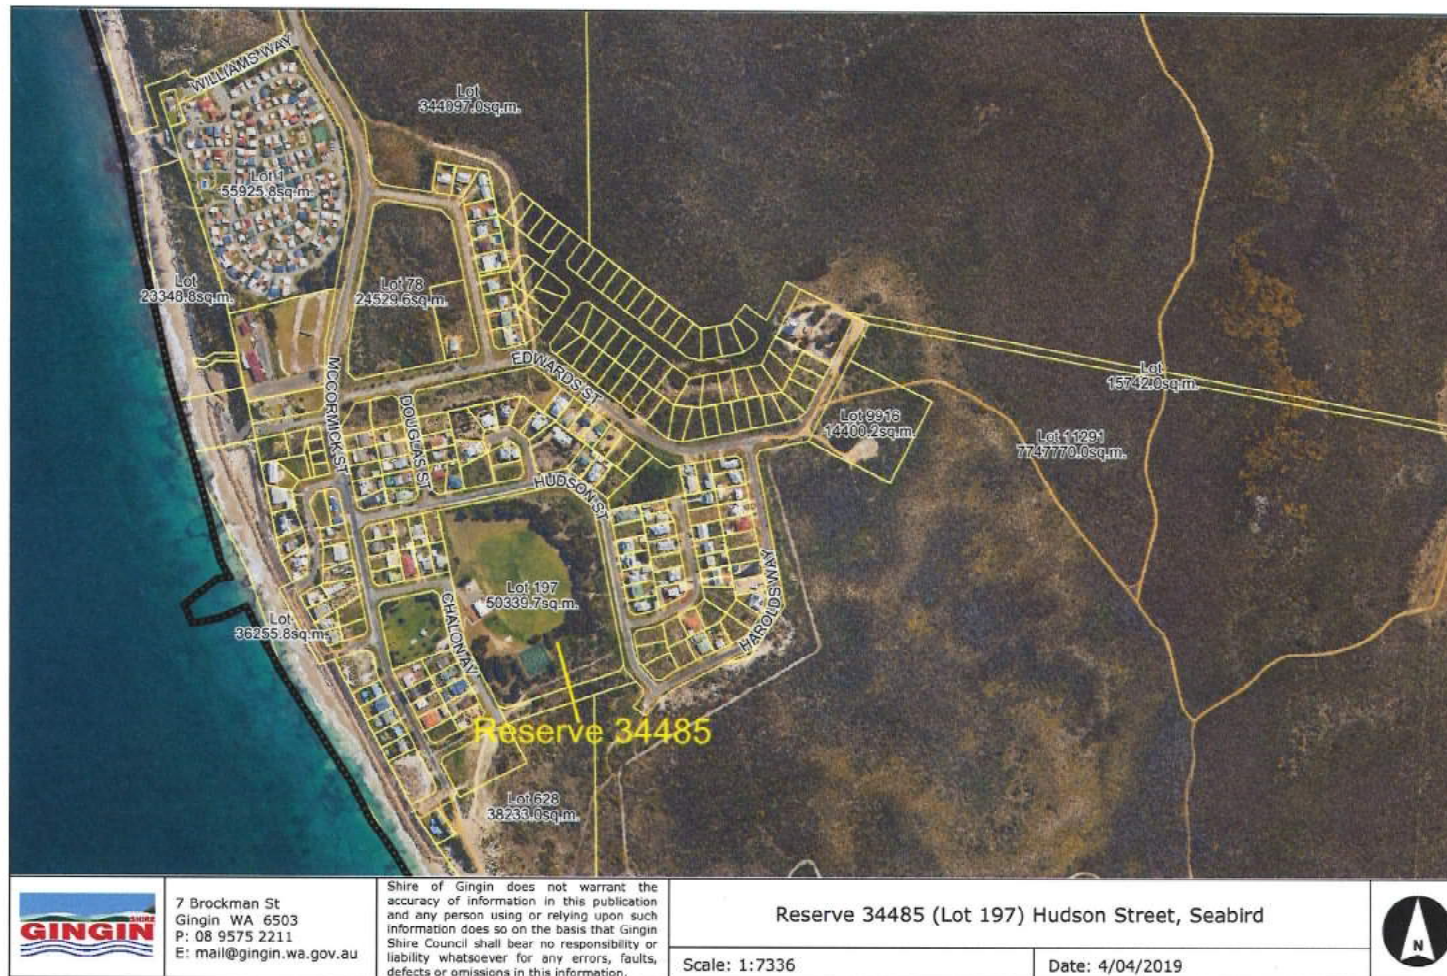 WILLIAMS WAY
Lot
344097.0sq.m.
Lot 1
55925.8sq.m.
Lot
23348.8sq.m.
Lot 78
24529.6sq.m.
EDWARDS ST
MCCORMICK ST
DOUGLAS ST
HUDSON ST
Lot 9916
14400.2sq.m.
Lot
15742.0sq.m.
Lot 11291
7747770.0sq.m.
Lot 197
50339.7sq.m.
CHALON AV
HAROLDS WAY
Lot
36255.8sq.m.
Reserve 34485
Lot 628
38233.0sq.m.
SHIRE
GINGIN
7 Brockman St
Gingin WA 6503
P: 08 9575 2211
E: mail@gingin.wa.gov.au
Shire of Gingin does not warrant the
accuracy of information in this publication
and any person using or relying upon such
information does so on the basis that Gingin
Shire Council shall bear no responsibility or
liability whatsoever for any errors, faults,
defects or omissions in this information.
Reserve 34485 (Lot 197) Hudson Street, Seabird
Scale: 1:7336
Date: 4/04/2019
N